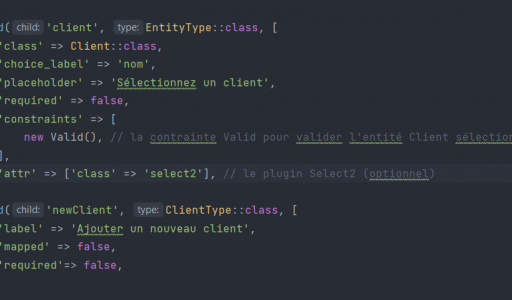 d( child: 'client', type: EntityType::class, [
'class' => Client::class,
'choice_label' => 'nom',
'placeholder' => 'Sélectionnez un client',
'required' => false,
'constraints' => [
new Valid(), // la contrainte Valid pour valider l'entité Client sélection
],
'attr' => ['class' => 'select2'], // le plugin Select2 (optionnel)
d( child: 'newClient', type: ClientType::class, [
'label' => 'Ajouter un nouveau client',
'mapped' => false,
'required'=> false,